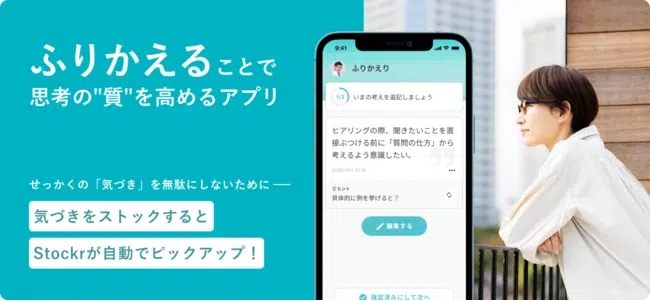 ふりかえることで
思考の"質"を高めるアプリ
せっかくの「気づき」を無駄にしないために ──
気づきをストックすると
Stockrが自動でピックアップ！
9:41
ふりかえり
1/3 いまの考えを追記しましょう
ヒアリングの際、聞きたいことを直
接ぶつける前に「質問の仕方」から
考えるよう意識したい。
ヒント
具体的に例を挙げると？
編集する
確認済みにして次へ